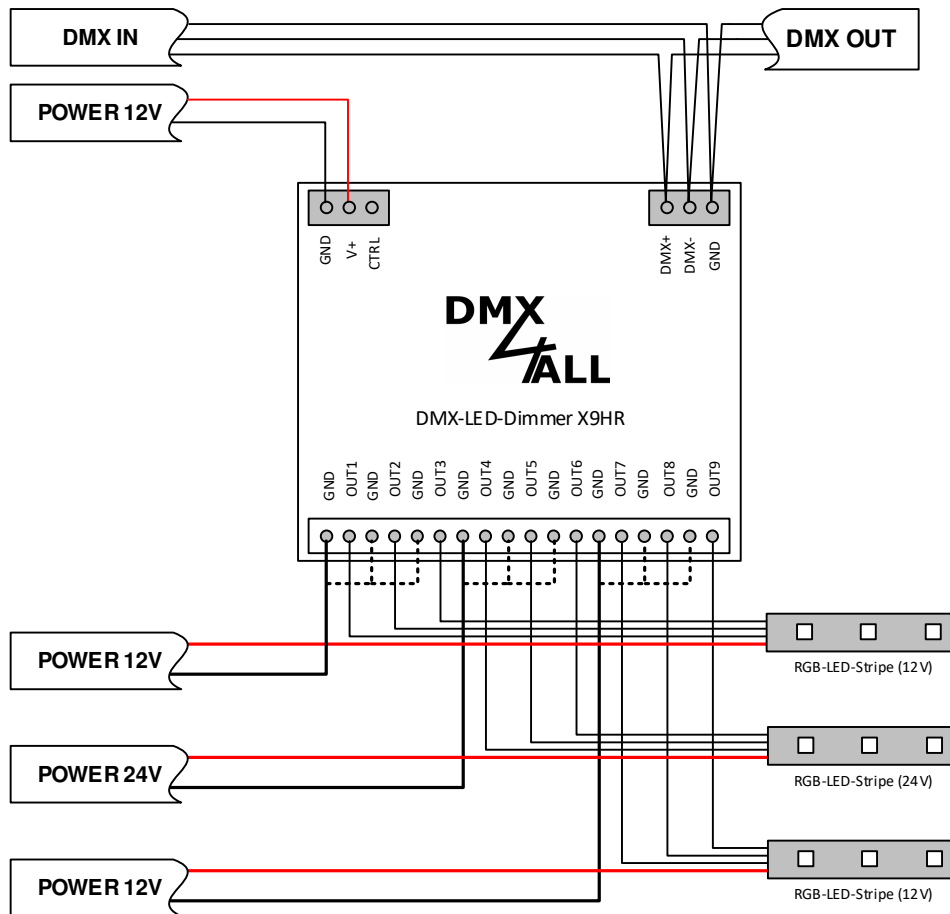 DMX IN
DMX OUT
POWER 12V
GND
V+
CTRL
DMX+
DMX-
GND
DMX
4
ALL
DMX-LED-Dimmer X9HR
GND
OUT1
GND
OUT2
GND
OUT3
GND
OUT4
GND
OUT5
GND
OUT6
GND
OUT7
GND
OUT8
GND
OUT9
POWER 12V
RGB-LED-Stripe (12V)
POWER 24V
RGB-LED-Stripe (24V)
POWER 12V
RGB-LED-Stripe (12V)